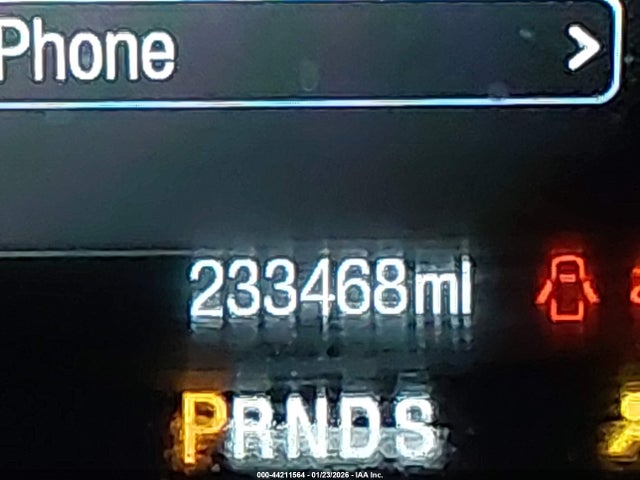 Phone
233468mi
PRNDS
000-44211564 - 01/23/2026 - IAA Inc.